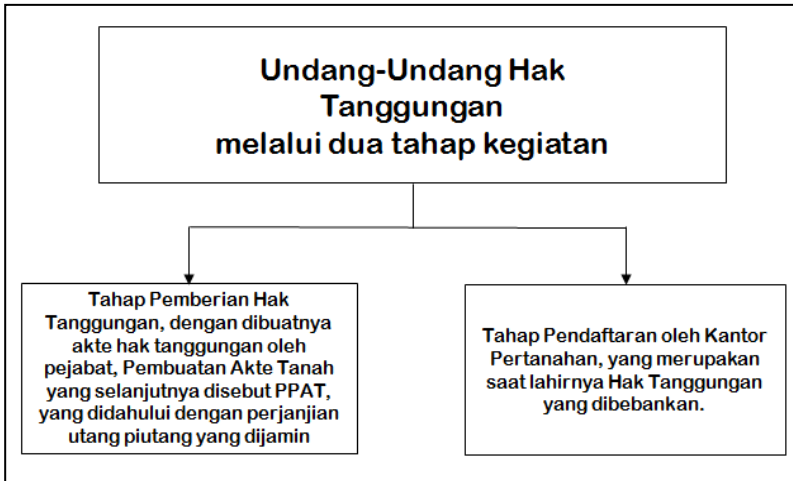 Undang-Undang Hak
Tanggungan
melalui dua tahap kegiatan
Tahap Pemberian Hak
Tanggungan, dengan dibuatnya
akte hak tanggungan oleh
pejabat, Pembuatan Akte Tanah
yang selanjutnya disebut PPAT,
yang didahului dengan perjanjian
utang piutang yang dijamin
Tahap Pendaftaran oleh Kantor
Pertanahan, yang merupakan
saat lahirnya Hak Tanggungan
yang dibebankan.